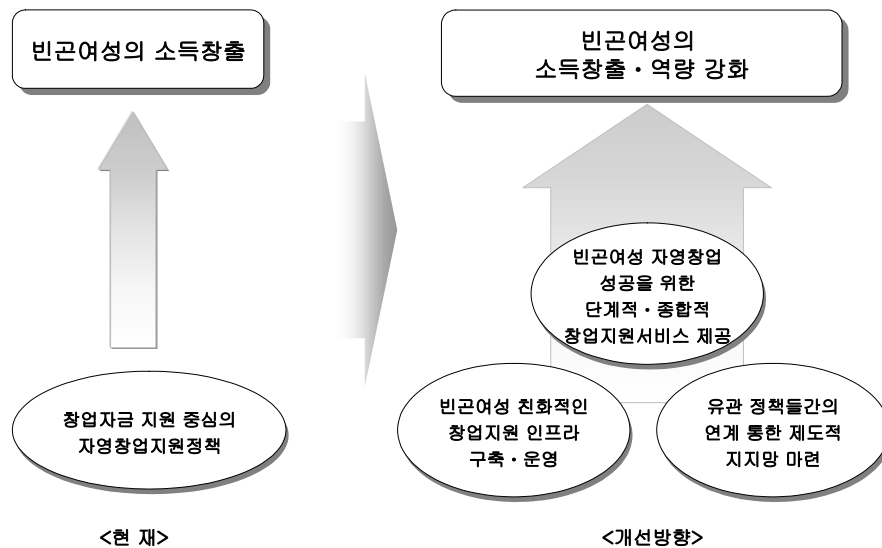 빈곤여성의 소득창출
창업자금 지원 중심의
자영창업지원정책
<현 재>
빈곤여성의
소득창출・역량 강화
빈곤여성 자영창업
성공을 위한
단계적・종합적
창업지원서비스 제공
빈곤여성 친화적인
창업지원 인프라
구축・운영
유관 정책들간의
연계 통한 제도적
지지망 마련
<개선방향>